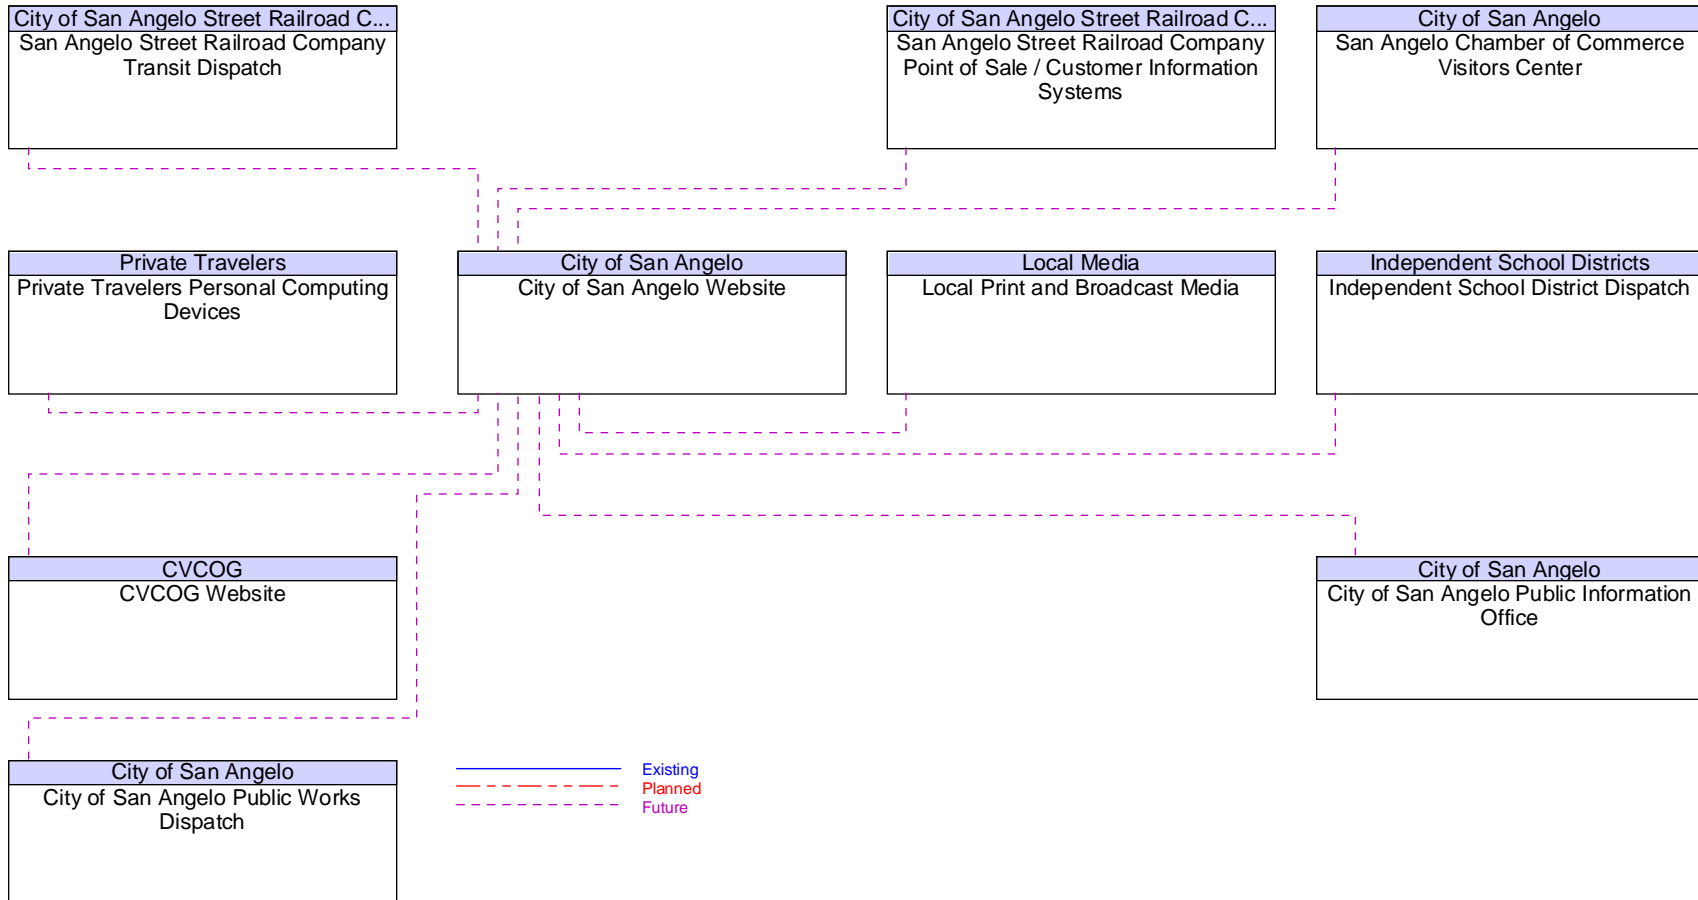 City of San Angelo Street Railroad C...
San Angelo Street Railroad Company
Transit Dispatch
City of San Angelo Street Railroad C...
San Angelo Street Railroad Company
Point of Sale / Customer Information
Systems
City of San Angelo
San Angelo Chamber of Commerce
Visitors Center
Private Travelers
Private Travelers Personal Computing
Devices
City of San Angelo
City of San Angelo Website
Local Media
Local Print and Broadcast Media
Independent School Districts
Independent School District Dispatch
CVCOG
CVCOG Website
City of San Angelo
City of San Angelo Public Information
Office
City of San Angelo
City of San Angelo Public Works
Dispatch
Existing
Planned
Future